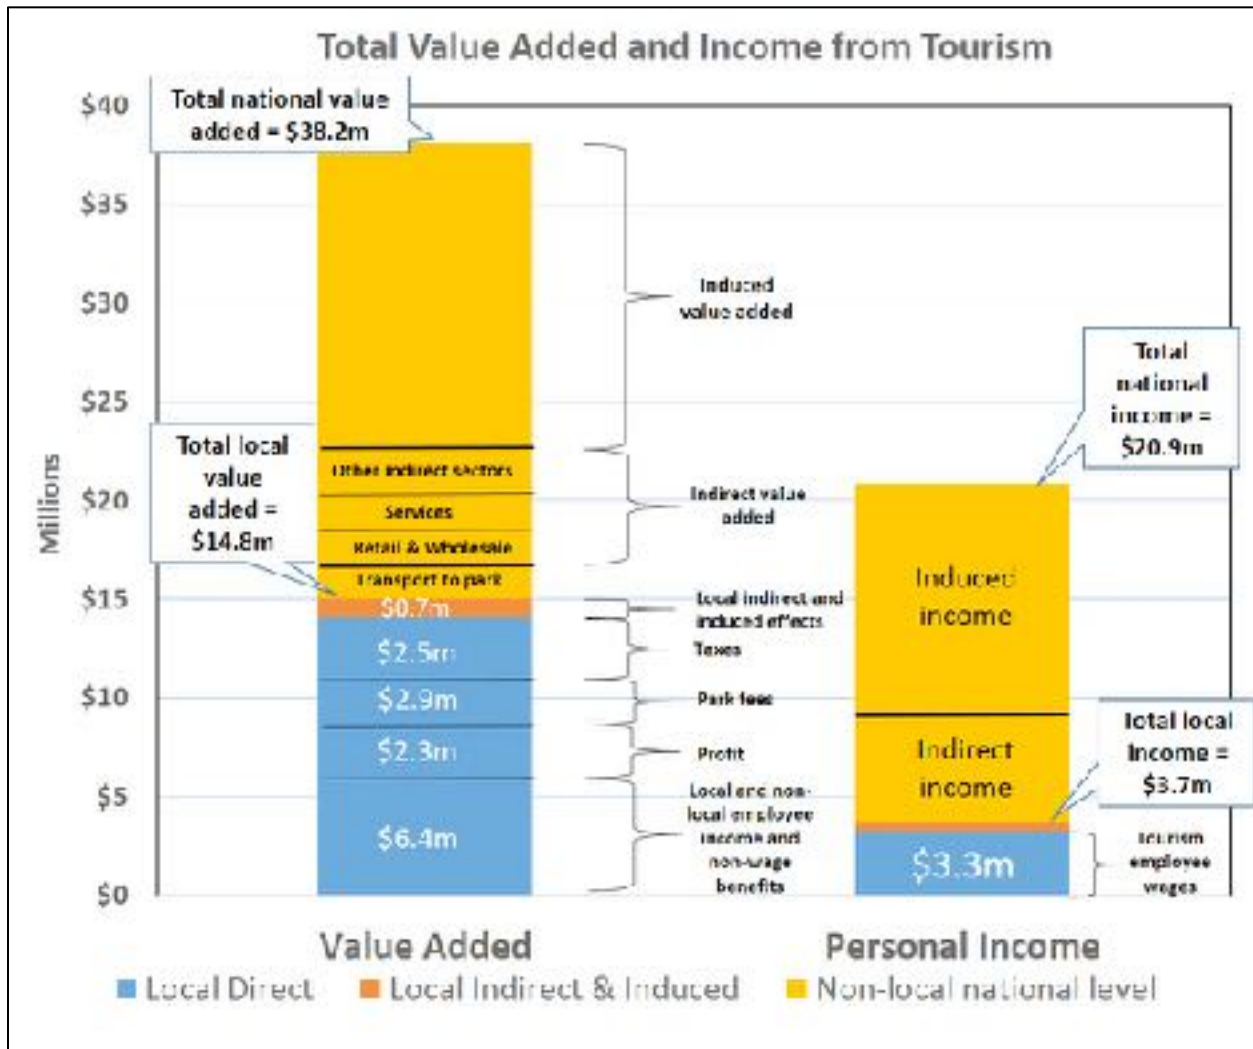 Total Value Added and Income from Tourism
Total national value
added = $38.2m
$40
$35
$30
$25
$20
$15
$10
$5
$0
Millions
Total local
value
added =
$14.8m
Other indirect sectors
Services
Retail & Wholesale
Transport to park
$0.7m
$2.5m
$2.9m
$2.3m
$6.4m
Induced
value added
Indirect value
added
Local indirect and
induced effects
Taxes
Park fees
Profit
Local and non-
local employee
income and
non-wage
benefits
Total
national
income =
$20.9m
Induced
income
Indirect
income
$3.3m
Total local
income =
$3.7m
Tourism
employee
wages
Value Added
Personal Income
Local Direct
Local Indirect & Induced
Non-local national level